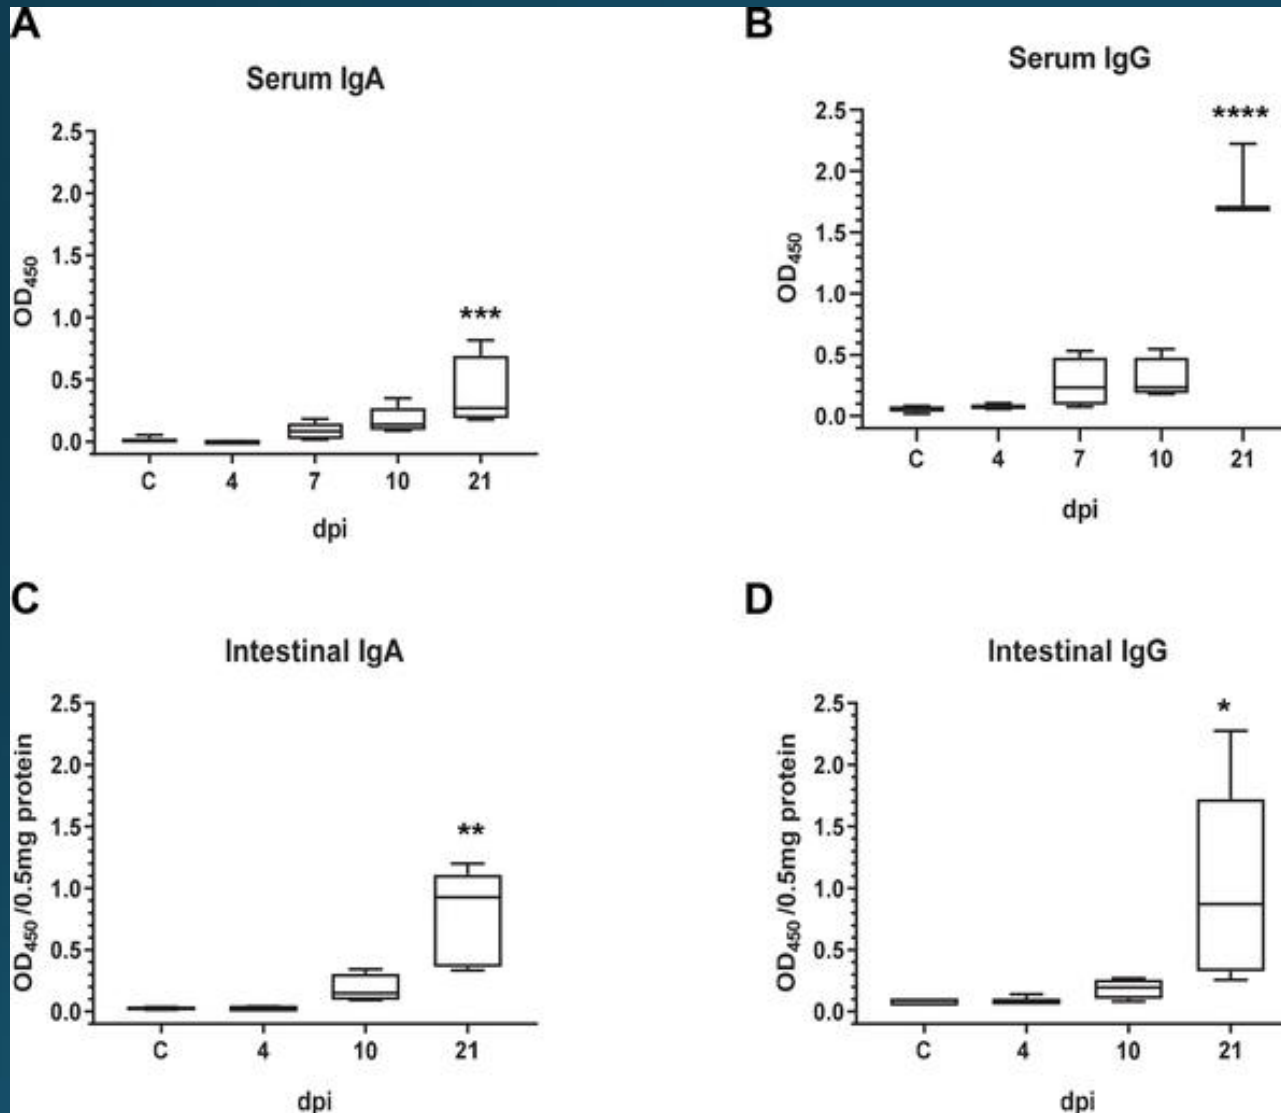 A
Serum IgA
2.5
2.0
1.5
1.0
0.5
0.0
OD450
***
C 4 7 10 21
dpi
B
Serum IgG
2.5
2.0
1.5
1.0
0.5
0.0
OD450
****
C 4 7 10 21
dpi
C
Intestinal IgA
2.5
2.0
1.5
1.0
0.5
0.0
OD450/0.5mg protein
**
C 4 10 21
dpi
D
Intestinal IgG
2.5
2.0
1.5
1.0
0.5
0.0
OD450/0.5mg protein
*
C 4 10 21
dpi